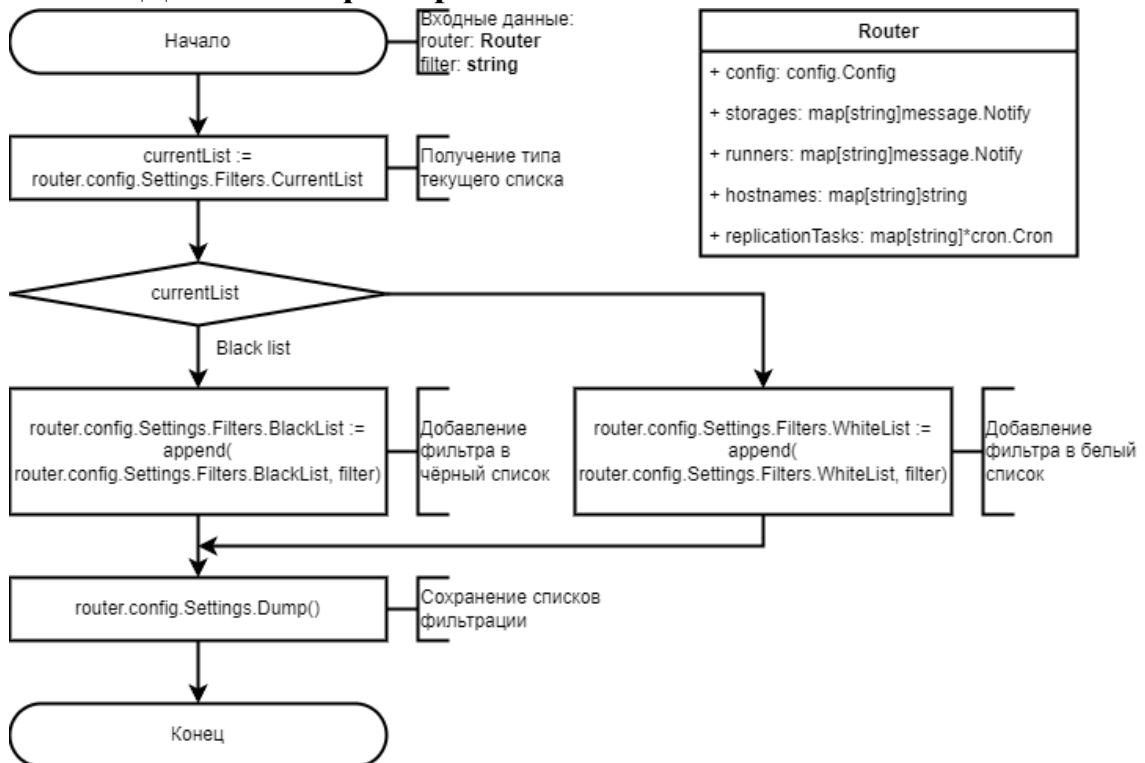 Начало
Входные данные:
router: Router
filter: string
Router
+ config: config.Config
+ storages: map[string]message.Notify
+ runners: map[string]message.Notify
+ hostnames: map[string]string
+ replicationTasks: map[string]*cron.Cron
currentList :=
router.config.Settings.Filters.CurrentList
Получение типа
текущего списка
currentList
Black list
router.config.Settings.Filters.BlackList :=
append(
router.config.Settings.Filters.BlackList, filter)
Добавление
фильтра в
чёрный список
router.config.Settings.Filters.WhiteList :=
append(
router.config.Settings.Filters.WhiteList, filter)
Добавление
фильтра в белый
список
router.config.Settings.Dump()
Сохранение списков
фильтрации
Конец